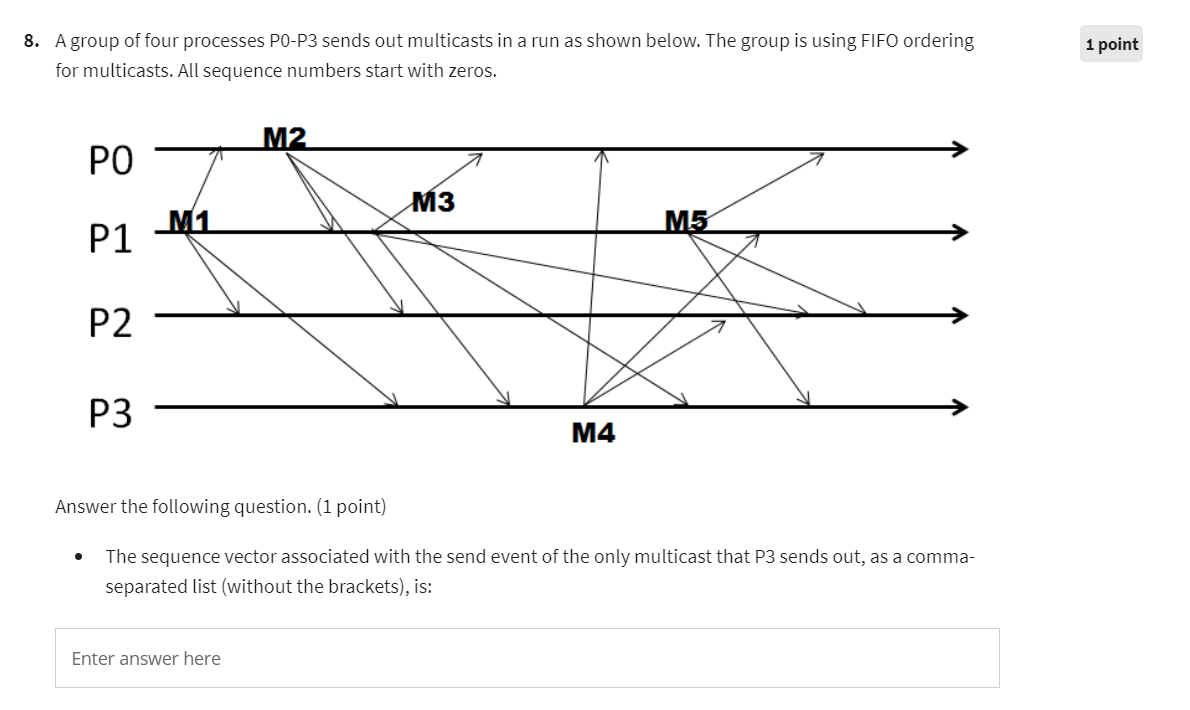 8. A group of four processes P0-P3 sends out multicasts in a run as shown below. The group is using FIFO ordering
for multicasts. All sequence numbers start with zeros.
1 point
M2
P0
M3
M1
M5
P1
P2
P3
M4
Answer the following question. (1 point)
• The sequence vector associated with the send event of the only multicast that P3 sends out, as a comma-
separated list (without the brackets), is:
Enter answer here